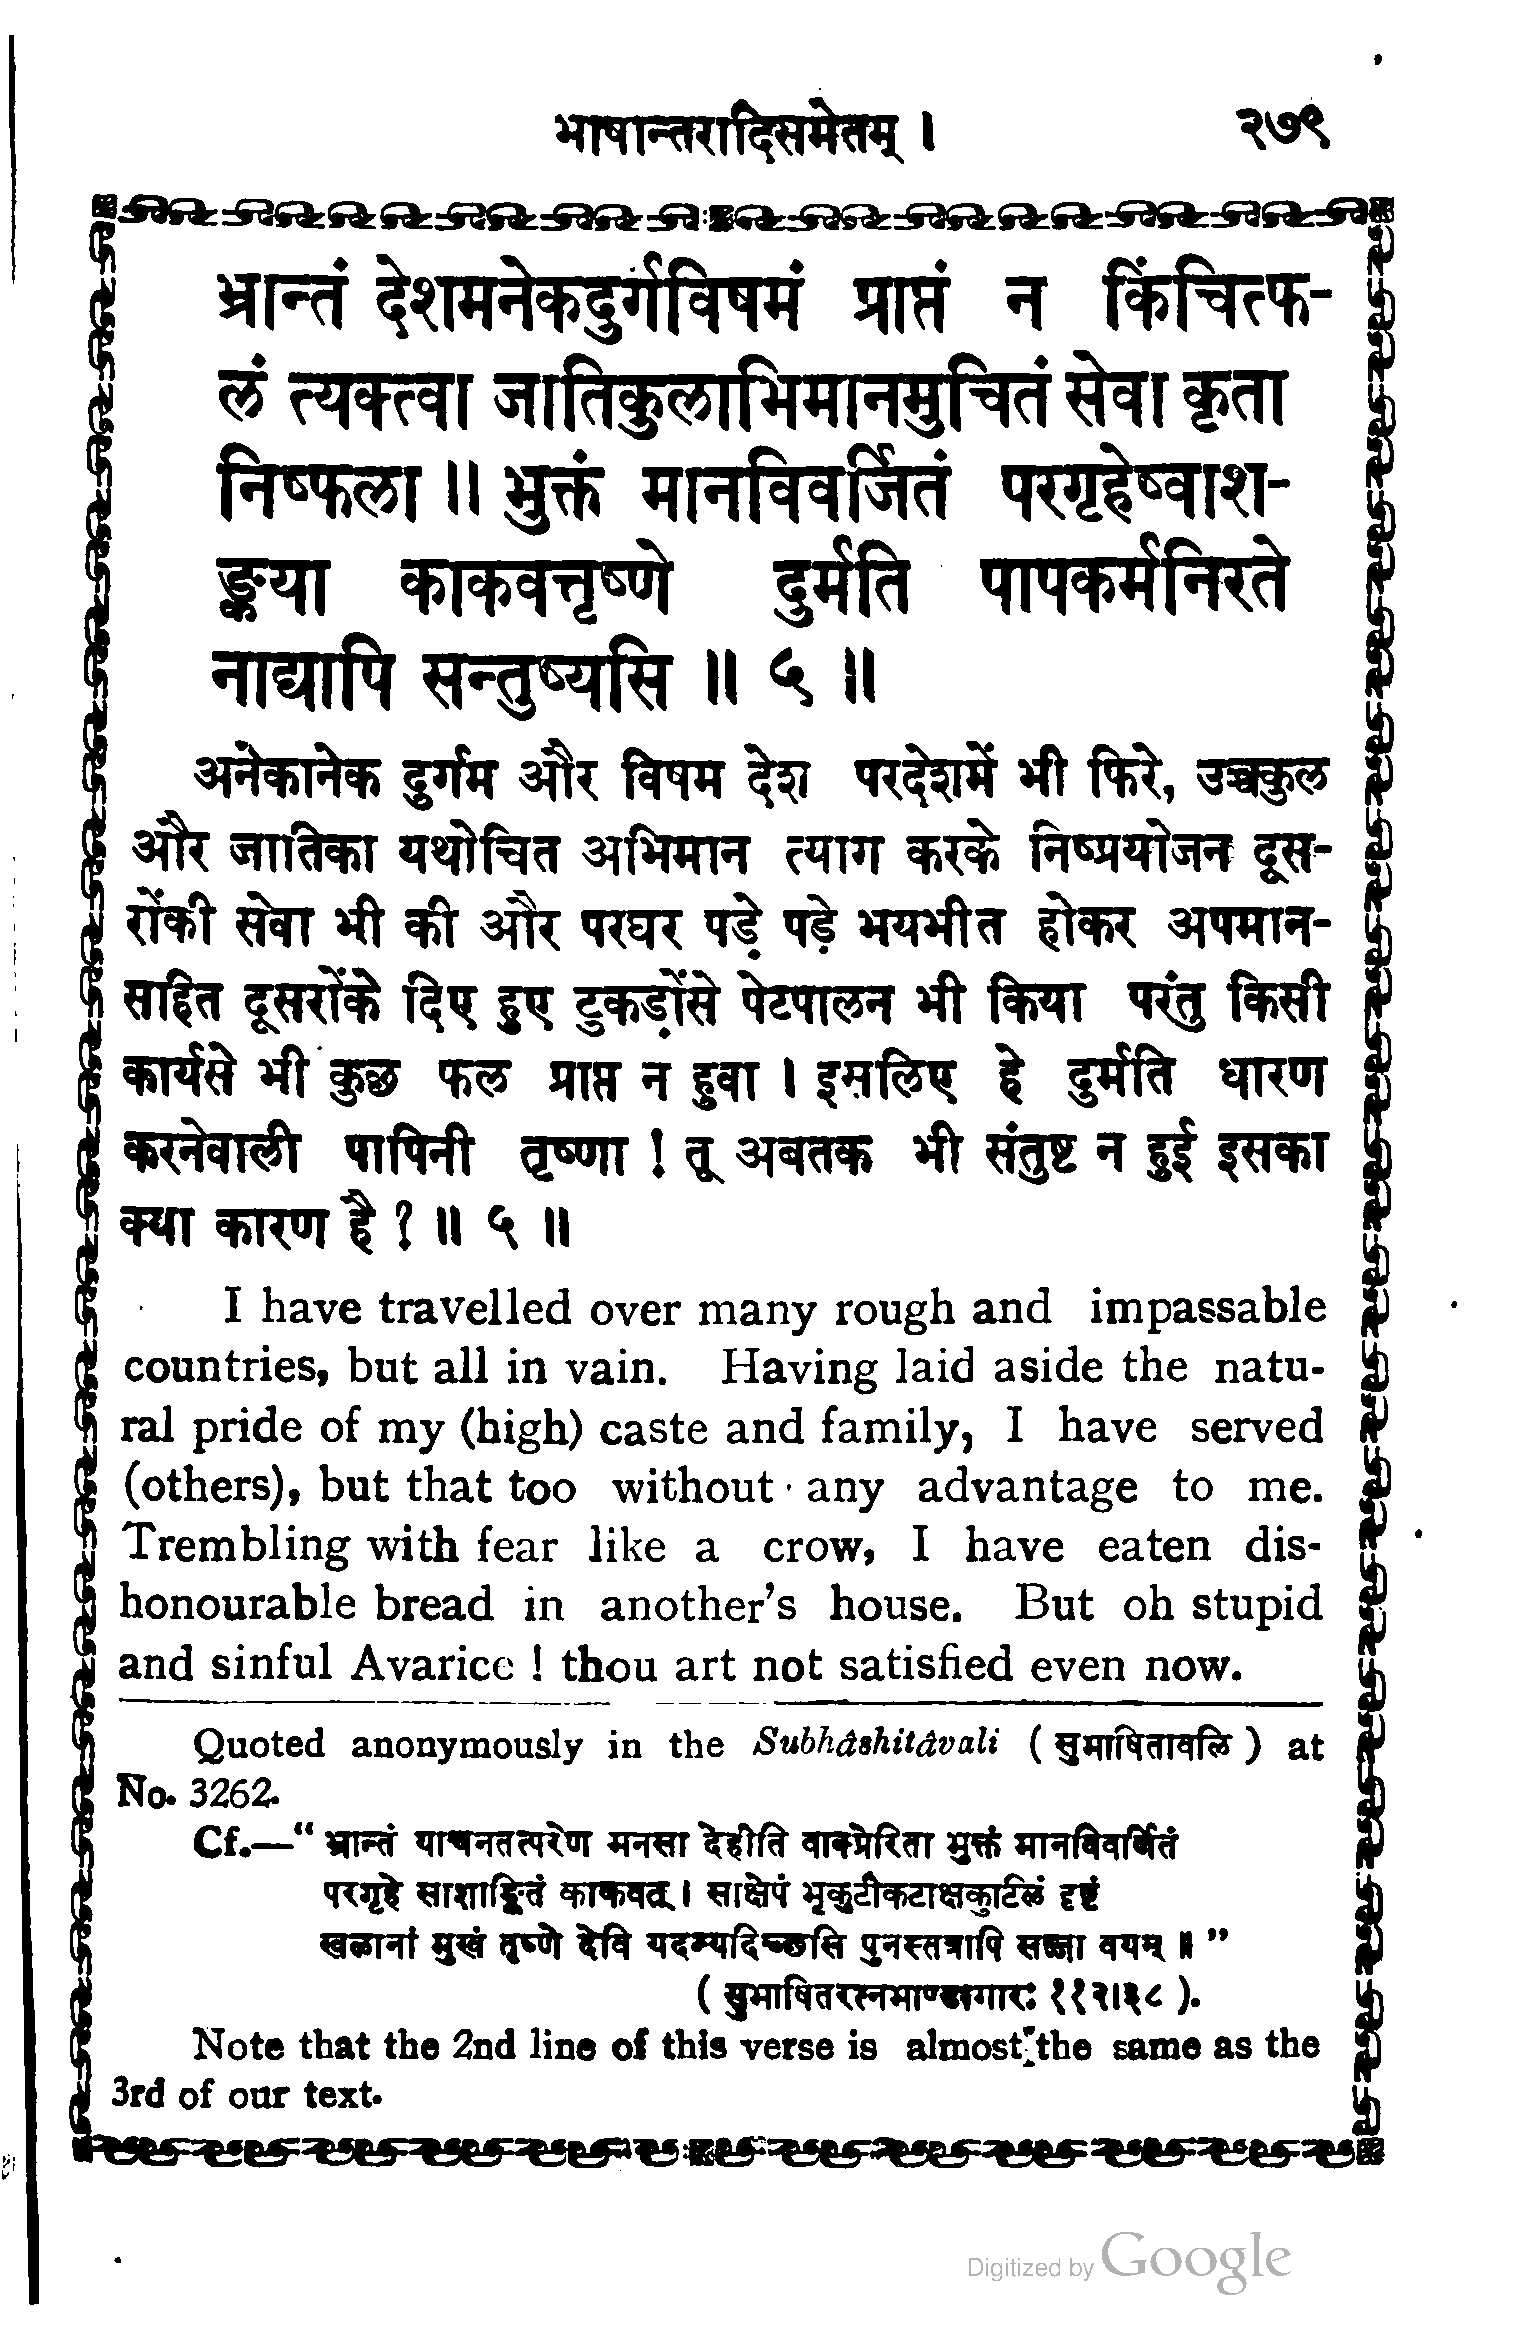 भाषान्तरादिसमेतम् । २७९
भ्रान्तं देशमनेकदुर्गविषमं प्राप्तं न किंचित्फ-
लं त्यक्त्वा जातिकुलाभिमानमुचितं सेवा कृता
निष्फला ॥ भुक्तं मानविवर्जितं परगृहेष्वाश-
ङ्कया काकवत्तृष्णे दुर्मति पापकर्मनिरते
नाद्यापि सन्तुष्यसि ॥ ५ ॥
अनेकानेक दुर्गम और विषम देश परदेशमें भी फिरे, उच्चकुल
और जातिका यथोचित अभिमान त्याग करके निष्प्रयोजन दूस-
रोंकी सेवा भी की और परघर पड़े पड़े भयभीत होकर अपमान-
सहित दूसरोंके दिए हुए टुकड़ोंसे पेटपालन भी किया परंतु किसी
कार्यसे भी कुछ फल प्राप्त न हुवा । इसलिए हे दुर्मति धारण
करनेवाली पापिनी तृष्णा ! तू अबतक भी संतुष्ट न हुई इसका
क्या कारण है ? ॥ ५ ॥
I have travelled over many rough and impassable
countries, but all in vain. Having laid aside the natu-
ral pride of my (high) caste and family, I have served
(others), but that too without any advantage to me.
Trembling with fear like a crow, I have eaten dis-
honourable bread in another's house. But oh stupid
and sinful Avarice ! thou art not satisfied even now.
Quoted anonymously in the Subhâshitâvali ( सुभाषितावलि ) at
No. 3262.
Cf.—“ भ्रान्तं याचनतत्परेण मनसा देहीति वाक्प्रेरिता भुक्तं मानविवर्जितं
परगृहे साशङ्कितं काकवत् । साक्षेपं भृकुटीकटाक्षकुटिलं दृष्टं
खलानां मुखं तृष्णे देवि यदन्यदिच्छसि पुनस्तत्रापि सज्जा वयम् ॥ ”
( सुभाषितरत्नभाण्डागारः ११२।३८ ).
Note that the 2nd line of this verse is almost the same as the
3rd of our text.
Digitized by Google